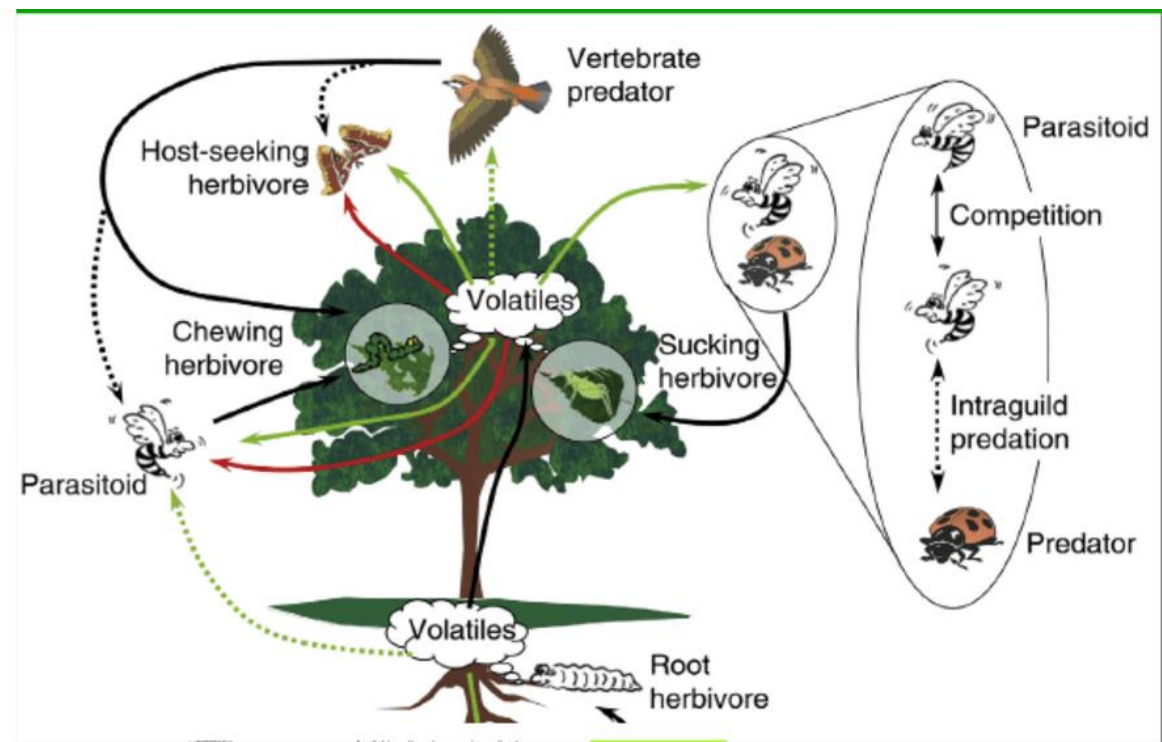 Vertebrate
predator
Host-seeking
herbivore
Parasitoid
Competition
Volatiles
Chewing
herbivore
Sucking
herbivore
Intraguild
predation
Parasitoid
Predator
Volatiles
Root
herbivore